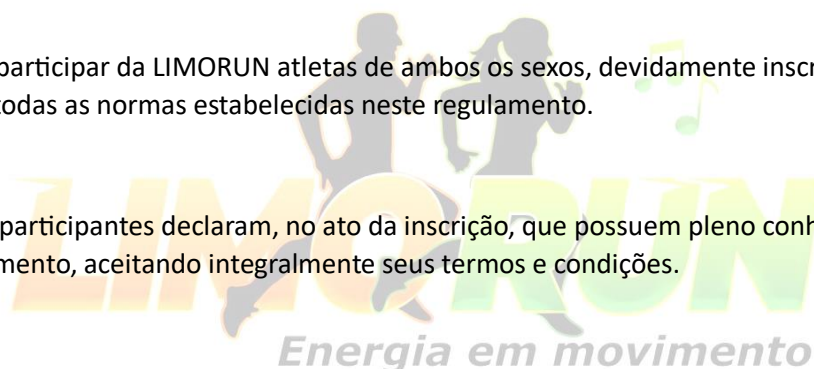 participar da LIMORUN atletas de ambos os sexos, devidamente inscr
todas as normas estabelecidas neste regulamento.
participantes declaram, no ato da inscrição, que possuem pleno conh
mento, aceitando integralmente seus termos e condições.
LIMORUN
Energia em movimento